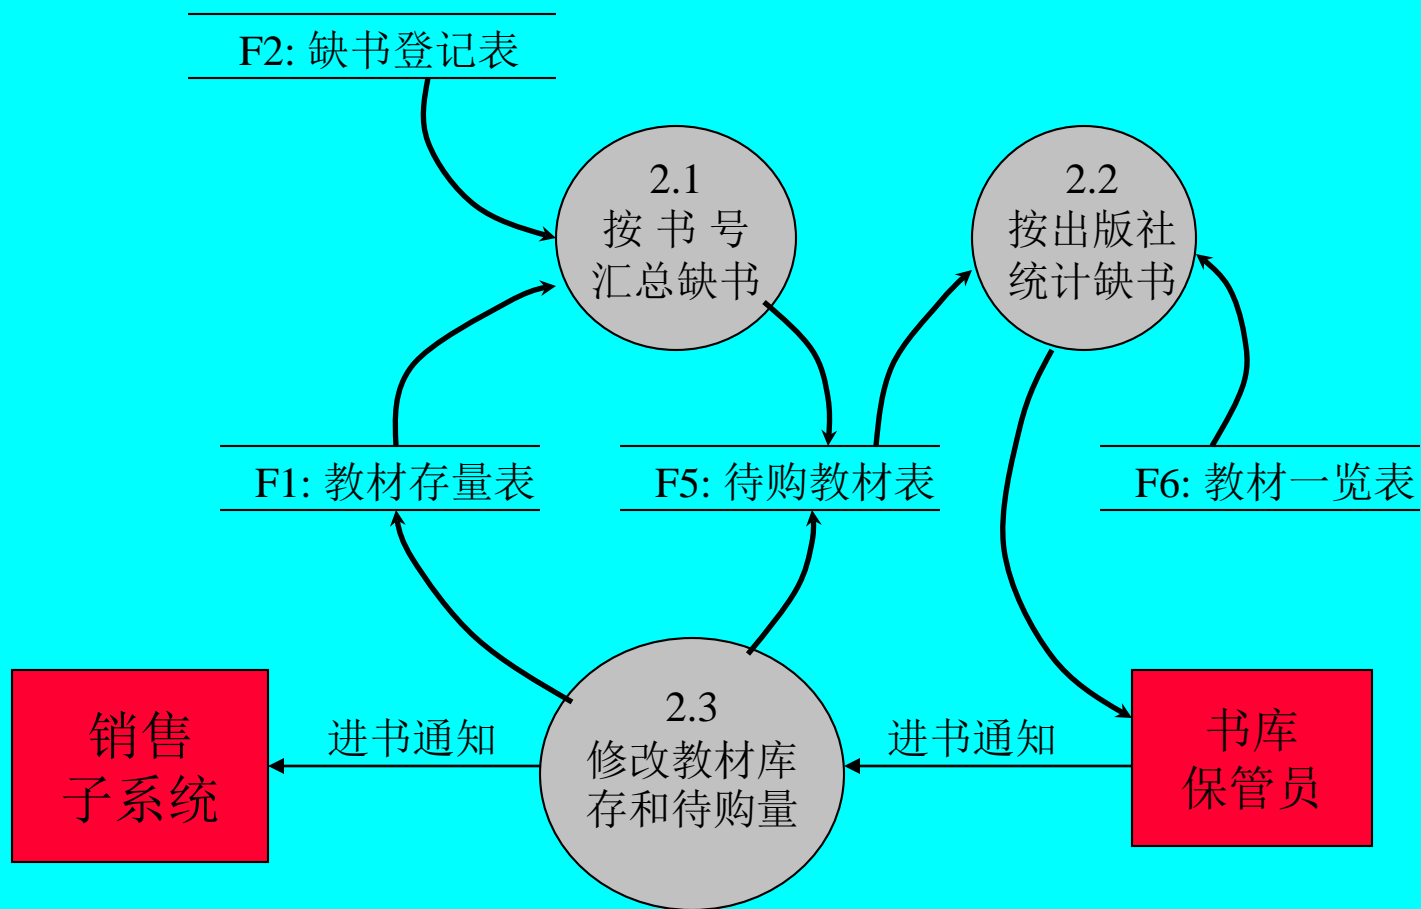 F2: 缺书登记表
2.1
按 书 号
汇总缺书
2.2
按出版社
统计缺书
F1: 教材存量表
F5: 待购教材表
F6: 教材一览表
销售
子系统
进书通知
2.3
修改教材库
存和待购量
进书通知
书库
保管员